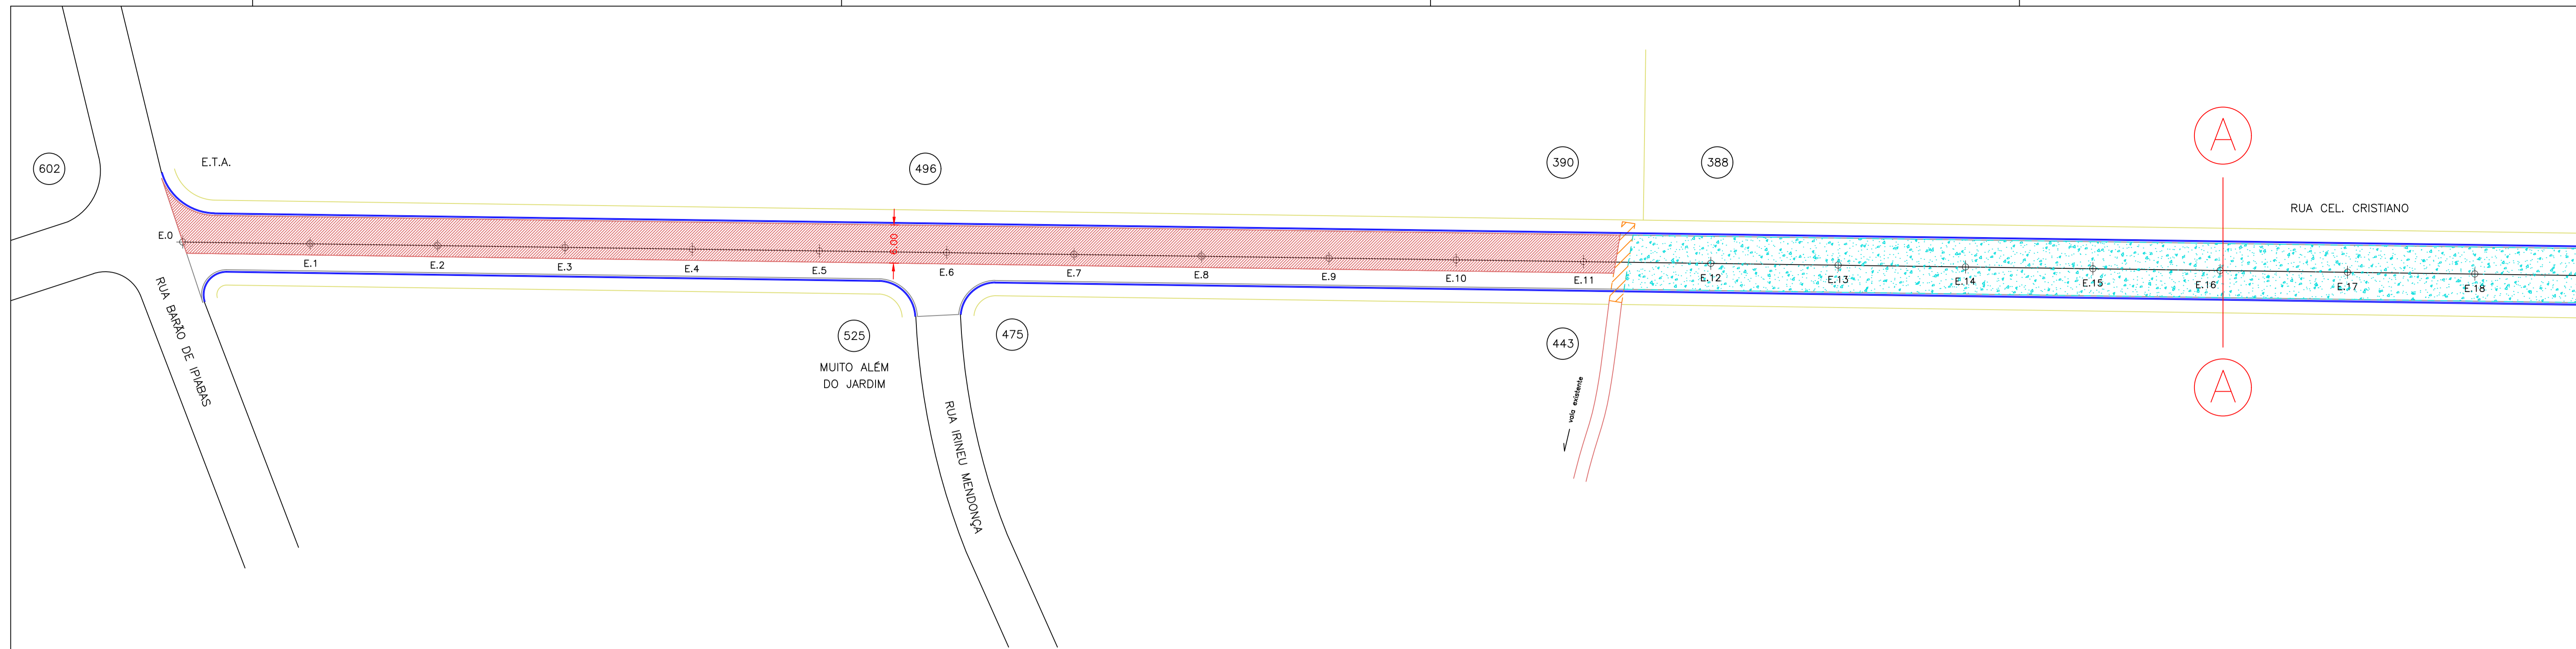 A
602
E.T.A.
496
390
388
RUA CEL. CRISTIANO
E.0
6.00
E.1
E.2
E.3
E.4
E.5
E.6
E.7
E.8
E.9
E.10
E.11
E.12
E.13
E.14
E.15
E.16
E.17
E.18
RUA BARÃO DE IPIABAS
525
475
443
MUITO ALÉM
DO JARDIM
RUA IRINEU MENDONÇA
vala existente
A